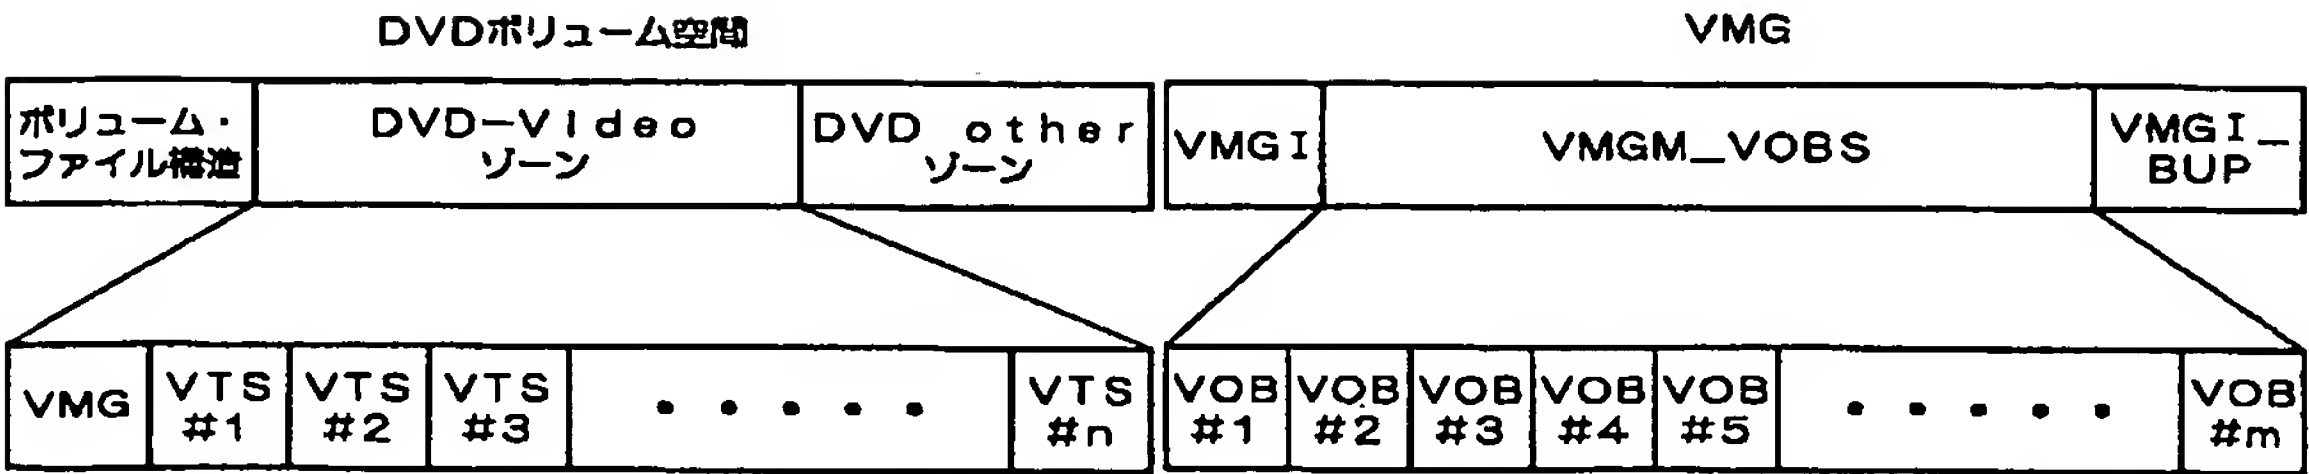 DVDボリューム空間
ボリューム・
ファイル構造
DVD-Video
ゾーン
DVD other
ゾーン
VMG
VTS
#1
VTS
#2
VTS
#3
・・・・・
VTS
#n
VMG
VMGI
VMGM_VOBS
VMGI_
BUP
VOB
#1
VOB
#2
VOB
#3
VOB
#4
VOB
#5
・・・・・
VOB
#m